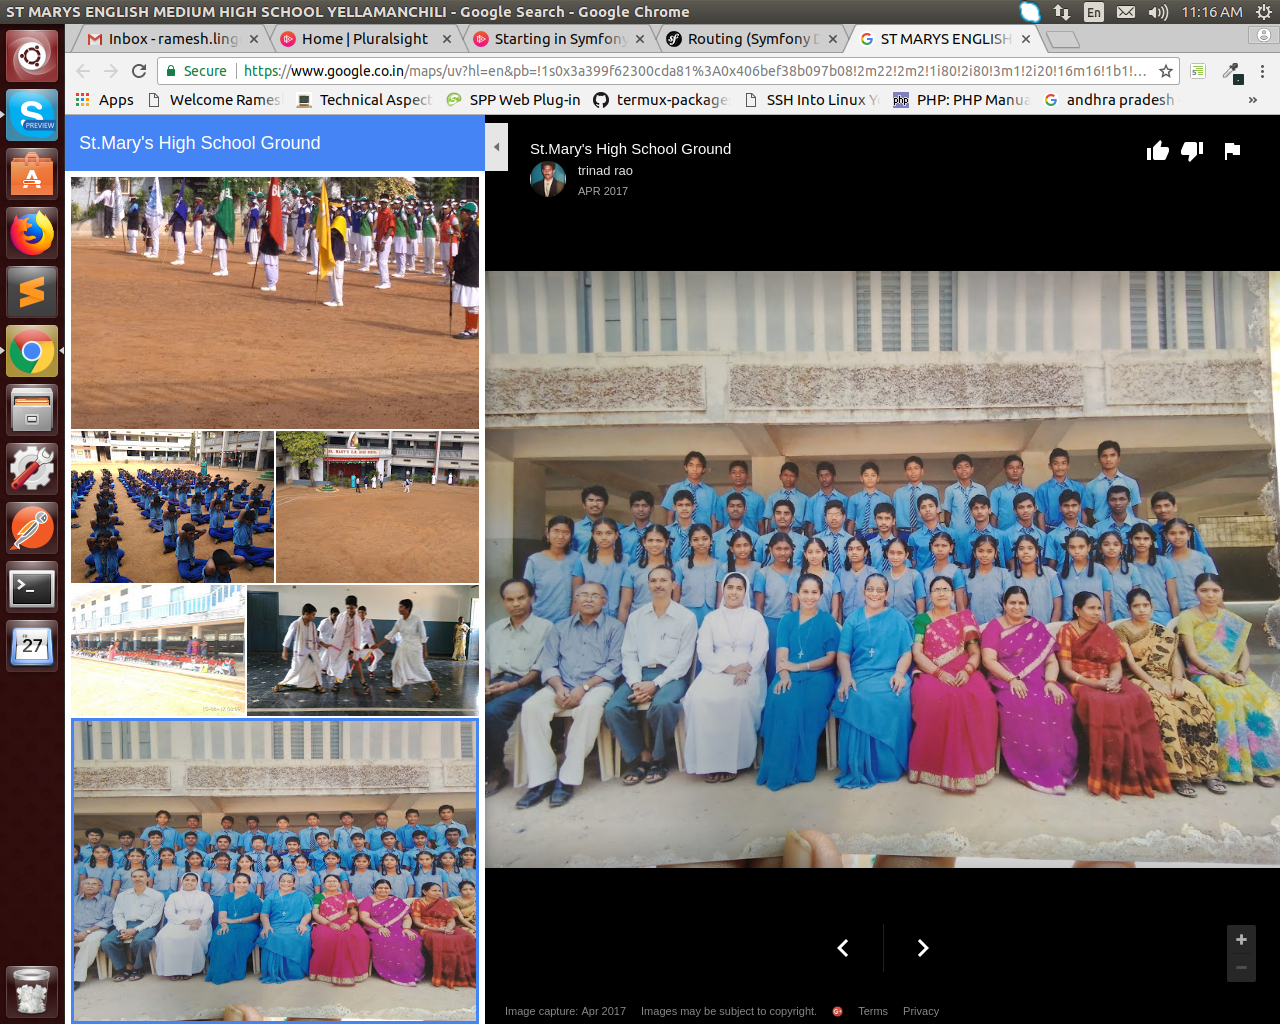 ST MARYS ENGLISH MEDIUM HIGH SCHOOL YELLAMANCHILI - Google Search - Google Chrome
En
11:16 AM
Inbox - ramesh.ling
Home | Pluralsight
Starting in Symfony
Routing (Symfony D
ST MARYS ENGLISH
Secure
https://www.google.co.in/maps/uv?hl=en&pb=!1s0x3a399f62300cda81%3A0x406bef38b097b08!2m22!2m2!1i80!2i80!3m1!2i20!16m16!1b1!...
Apps
Welcome Rames
Technical Aspect
SPP Web Plug-in
termux-package
SSH Into Linux
PHP: PHP Manua
andhra pradesh
St.Mary's High School Ground
St.Mary's High School Ground
trinad rao
APR 2017
PREVIEW
27
Image capture: Apr 2017
Images may be subject to copyright.
Terms
Privacy